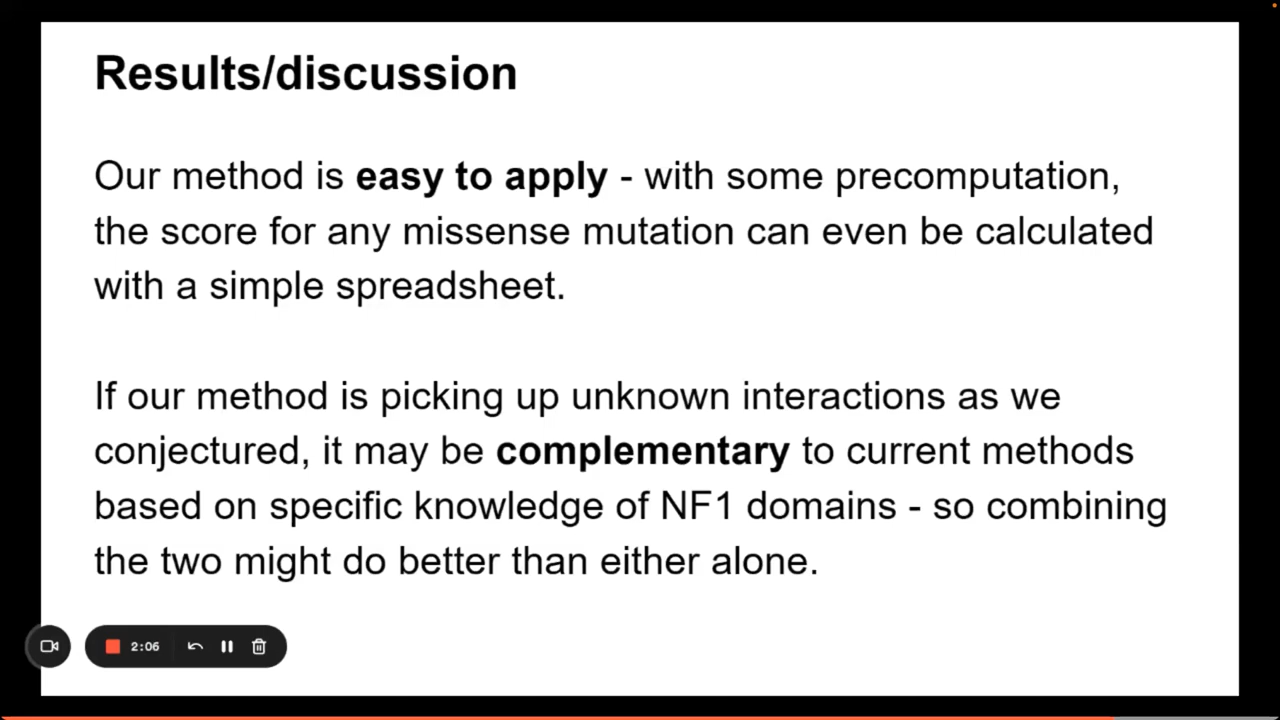 Results/discussion
Our method is easy to apply - with some precomputation,
the score for any missense mutation can even be calculated
with a simple spreadsheet.
If our method is picking up unknown interactions as we
conjectured, it may be complementary to current methods
based on specific knowledge of NF1 domains - so combining
the two might do better than either alone.
2:06